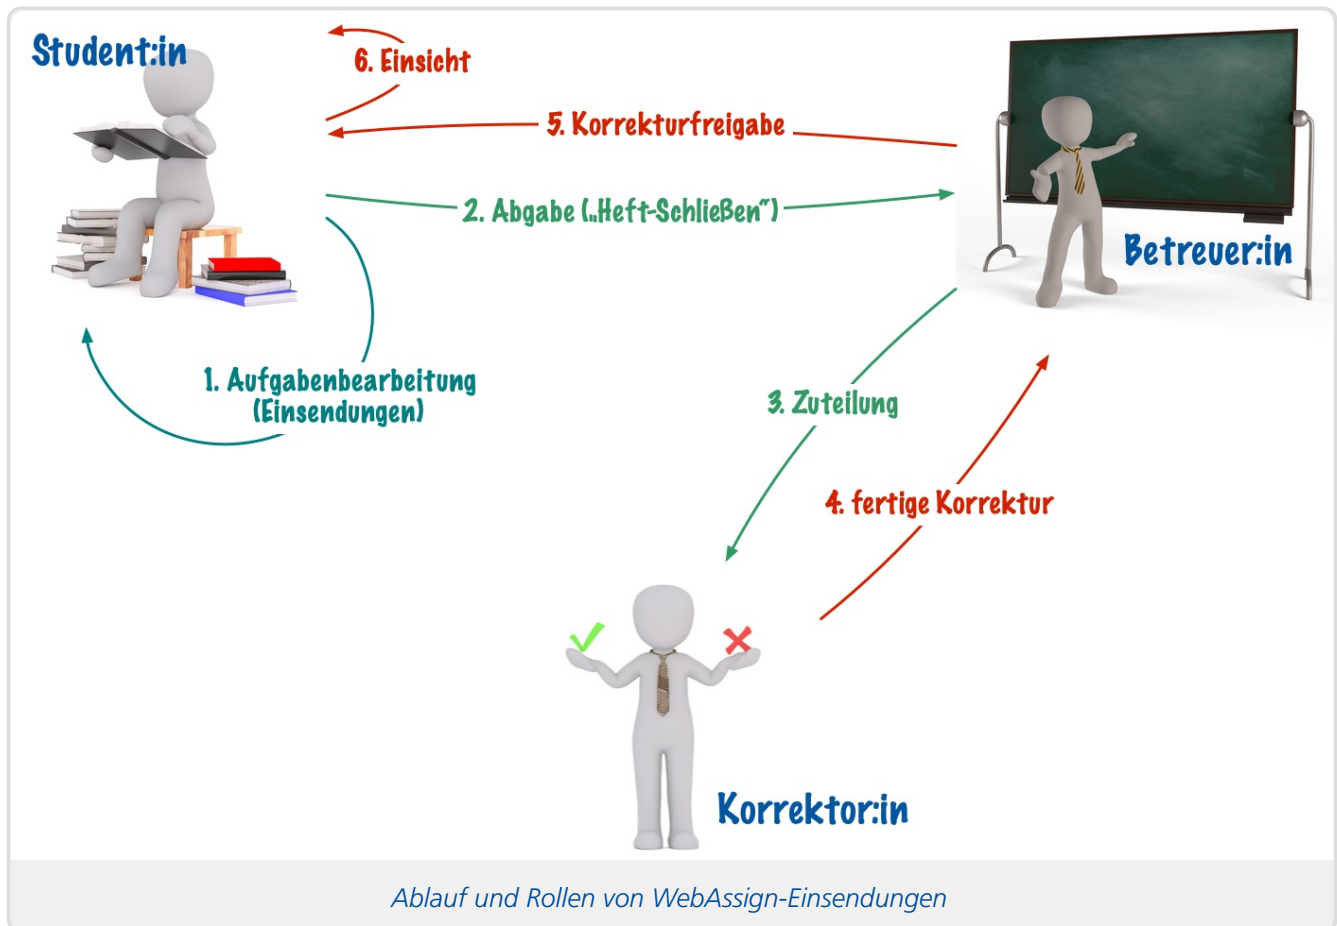 Student:in
6. Einsicht
5. Korrekturfreigabe
2. Abgabe („Heft-Schließen“)
Betreuer:in
1. Aufgabenbearbeitung
(Einsendungen)
3. Zuteilung
4. fertige Korrektur
Korrektor:in
Ablauf und Rollen von WebAssign-Einsendungen